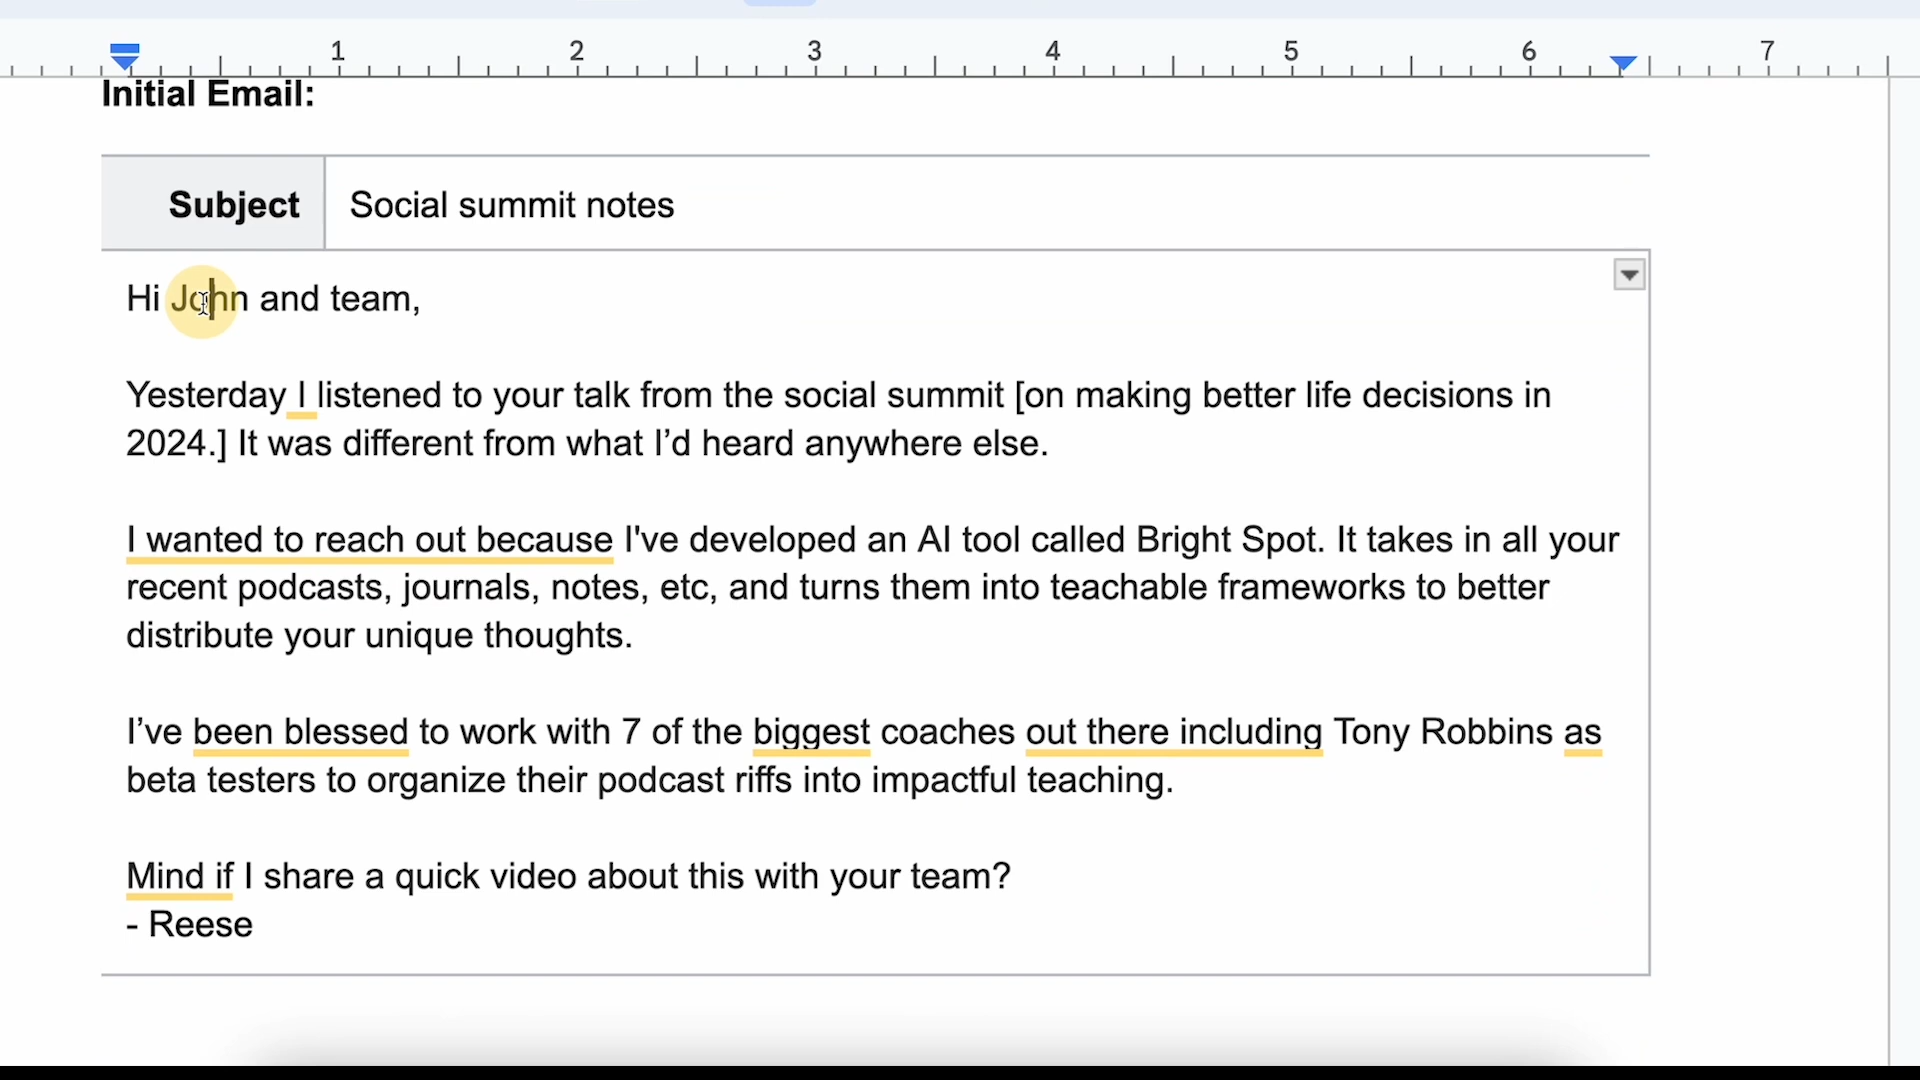 1 2 3 4 5 6 7
Initial Email:
Subject Social summit notes
Hi John and team,
Yesterday I listened to your talk from the social summit [on making better life decisions in
2024.] It was different from what I’d heard anywhere else.
I wanted to reach out because I've developed an AI tool called Bright Spot. It takes in all your
recent podcasts, journals, notes, etc, and turns them into teachable frameworks to better
distribute your unique thoughts.
I’ve been blessed to work with 7 of the biggest coaches out there including Tony Robbins as
beta testers to organize their podcast riffs into impactful teaching.
Mind if I share a quick video about this with your team?
- Reese